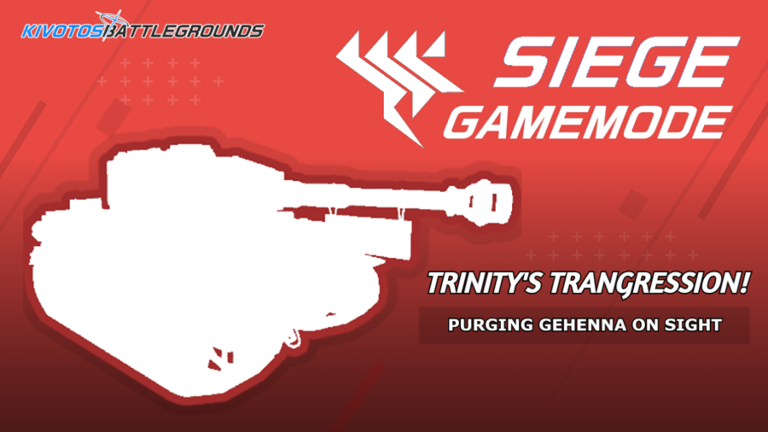 KIVOTOSBATTLEGROUNDS
SIEGE
GAMEMODE
TRINITY'S TRANGRESSION!
PURGING GEHENNA ON SIGHT